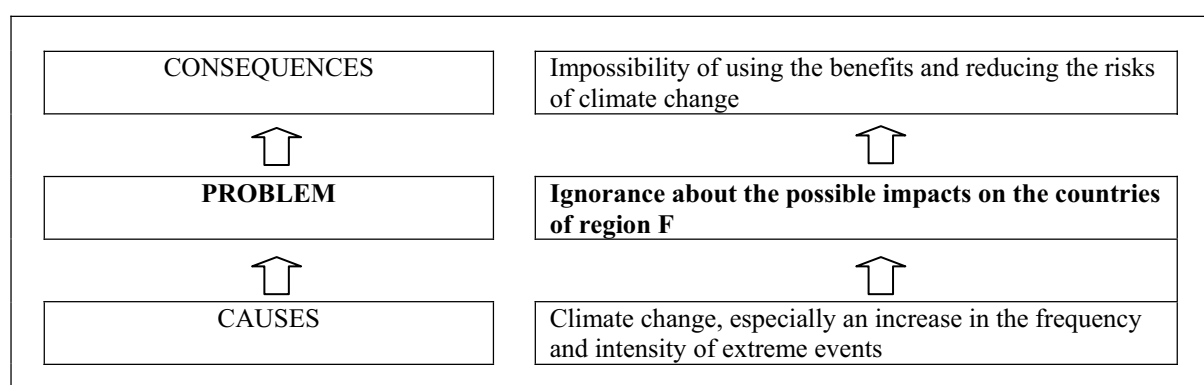 CONSEQUENCES
Impossibility of using the benefits and reducing the risks
of climate change
PROBLEM
Ignorance about the possible impacts on the countries
of region F
CAUSES
Climate change, especially an increase in the frequency
and intensity of extreme events